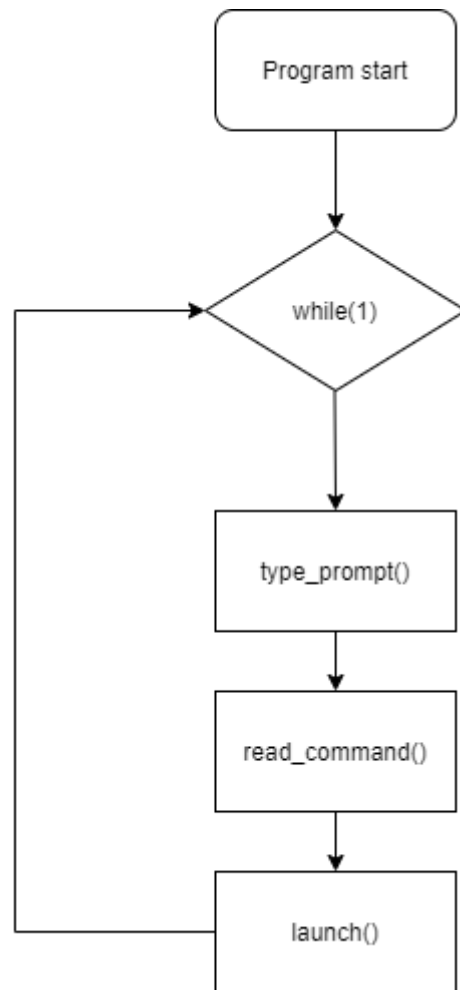 Program start
while(1)
type_prompt()
read_command()
launch()